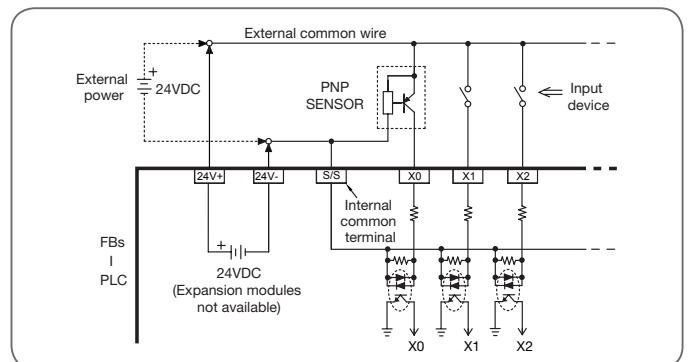 External common wire
External
power
+
24VDC
PNP
SENSOR
Input
device
24V+
24V-
S/S
X0
X1
X2
Internal
common
terminal
FBs
I
PLC
+
24VDC
(Expansion modules
not available)
X0
X1
X2